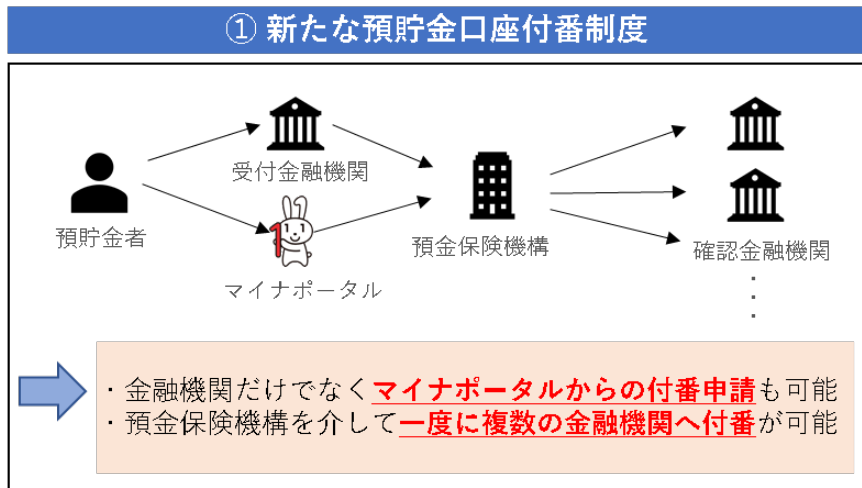 ① 新たな預貯金口座付番制度
受付金融機関
預貯金者
マイナポータル
預金保険機構
確認金融機関
・
・
・
・金融機関だけでなくマイナポータルからの付番申請も可能
・預金保険機構を介して一度に複数の金融機関へ付番が可能